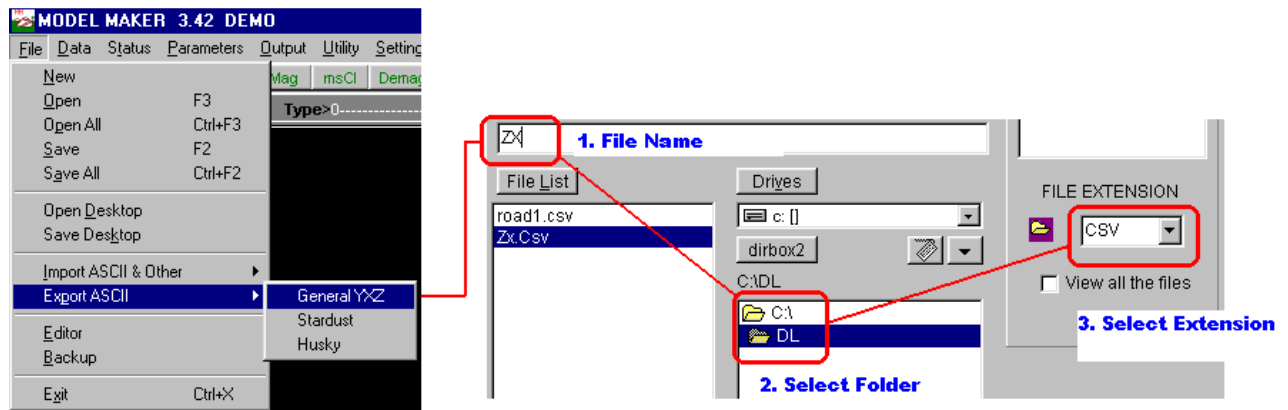 MODEL MAKER 3.42 DEMO
File Data Status Parameters Output Utility Setting
New
Open F3
Open All Ctrl+F3
Save F2
Save All Ctrl+F2
Open Desktop
Save Desktop
Import ASCII & Other
Export ASCII
Editor
Backup
Exit Ctrl+X
Mag msCl Demag
Type>0----------------
General YXZ
Stardust
Husky
ZX
1. File Name
File List
road1.csv
Zx.Csv
Drives
c: []
dirbox2
C:\DL
C:\
DL
2. Select Folder
FILE EXTENSION
CSV
View all the files
3. Select Extension